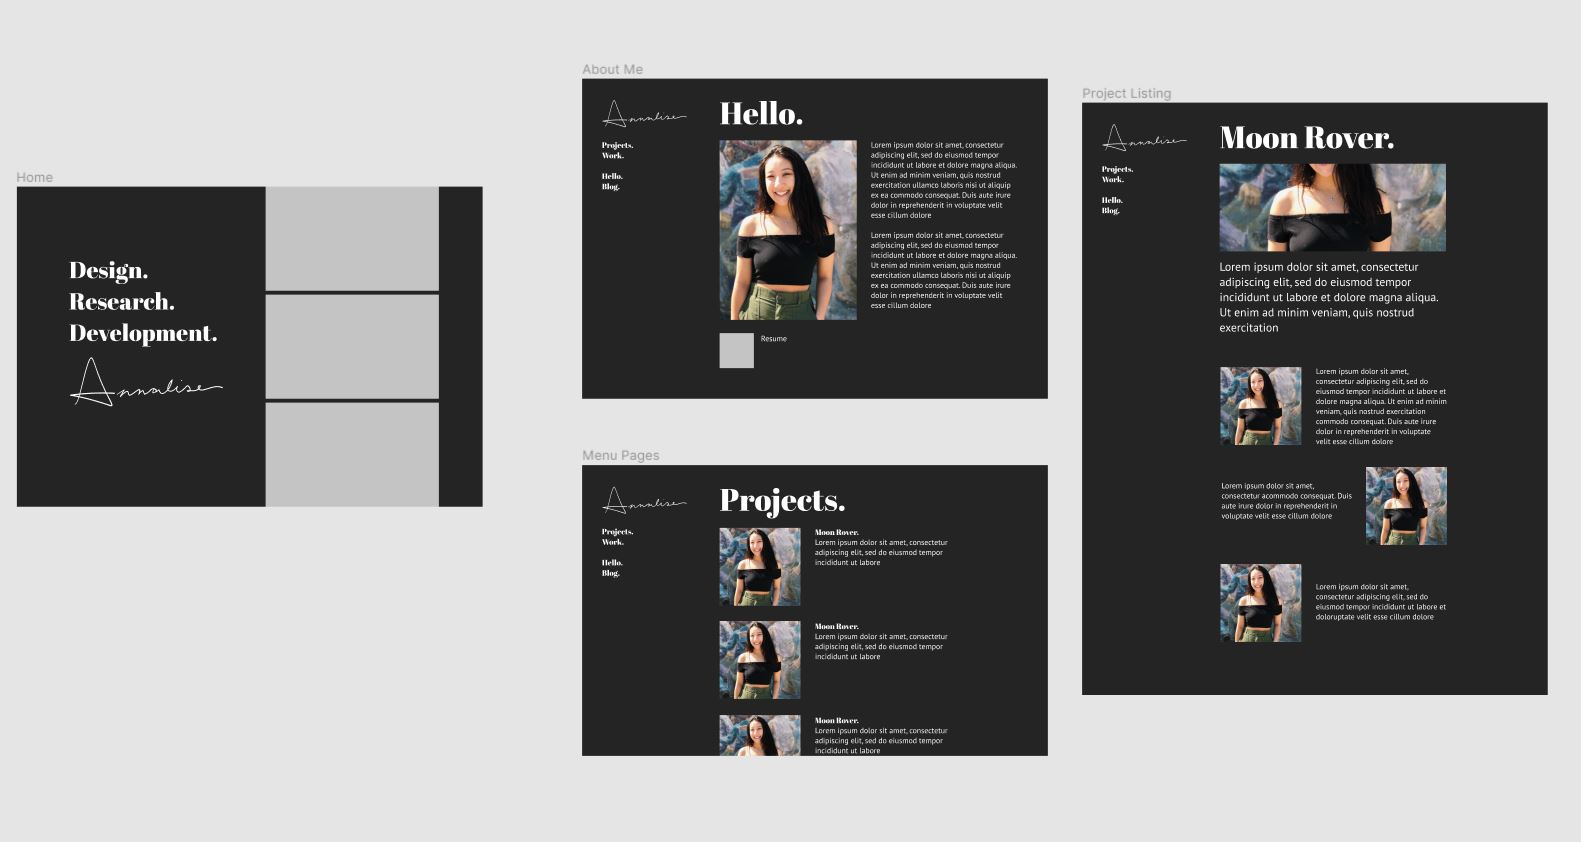 Home
Design.
Research.
Development.
Annalise
About Me
Annalise
Projects.
Work.
Hello.
Blog.
Hello.
Lorem ipsum dolor sit amet, consectetur
adipiscing elit, sed do eiusmod tempor
incididunt ut labore et dolore magna aliqua.
Ut enim ad minim veniam, quis nostrud
exercitation ullamco laboris nisi ut aliquip
ex ea commodo consequat. Duis aute irure
dolor in reprehenderit in voluptate velit
esse cillum dolore
Lorem ipsum dolor sit amet, consectetur
adipiscing elit, sed do eiusmod tempor
incididunt ut labore et dolore magna aliqua.
Ut enim ad minim veniam, quis nostrud
exercitation ullamco laboris nisi ut aliquip
ex ea commodo consequat. Duis aute irure
dolor in reprehenderit in voluptate velit
esse cillum dolore
Resume
Menu Pages
Annalise
Projects.
Work.
Hello.
Blog.
Projects.
Moon Rover.
Lorem ipsum dolor sit amet, consectetur
adipiscing elit, sed do eiusmod tempor
incididunt ut labore
Moon Rover.
Lorem ipsum dolor sit amet, consectetur
adipiscing elit, sed do eiusmod tempor
incididunt ut labore
Moon Rover.
Lorem ipsum dolor sit amet, consectetur
adipiscing elit, sed do eiusmod tempor
incididunt ut labore
Project Listing
Annalise
Projects.
Work.
Hello.
Blog.
Moon Rover.
Lorem ipsum dolor sit amet, consectetur
adipiscing elit, sed do eiusmod tempor
incididunt ut labore et dolore magna aliqua.
Ut enim ad minim veniam, quis nostrud
exercitation
Lorem ipsum dolor sit amet,
consectetur adipiscing elit, sed do
eiusmod tempor incididunt ut labore et
dolore magna aliqua. Ut enim ad minim
veniam, quis nostrud exercitation
commodo consequat. Duis aute irure
dolor in reprehenderit in voluptate
velit esse cillum dolore
Lorem ipsum dolor sit amet,
consectetur acommodo consequat. Duis
aute irure dolor in reprehenderit in
voluptate velit esse cillum dolore
Lorem ipsum dolor sit amet,
consectetur adipiscing elit, sed do
eiusmod tempor incididunt ut labore et
doloruptate velit esse cillum dolore